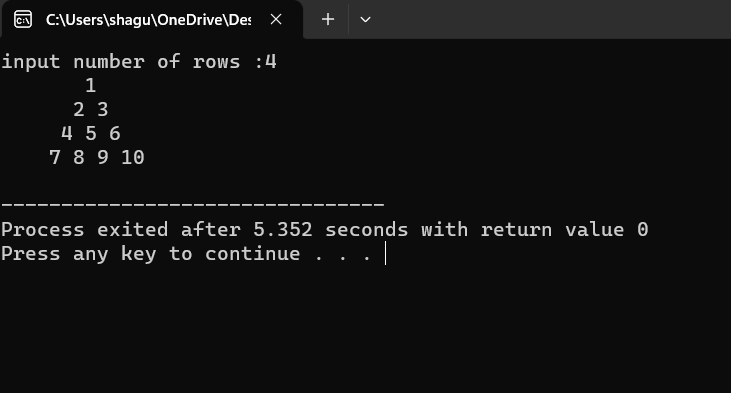 C:\Users\shagu\OneDrive\Des
input number of rows :4
1
2 3
4 5 6
7 8 9 10
--------------------------------
Process exited after 5.352 seconds with return value 0
Press any key to continue . . .